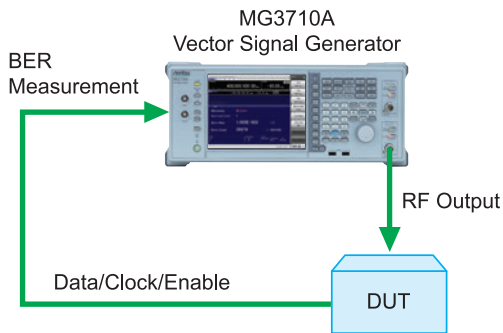 MG3710A
Vector Signal Generator
BER
Measurement
RF Output
Data/Clock/Enable
DUT